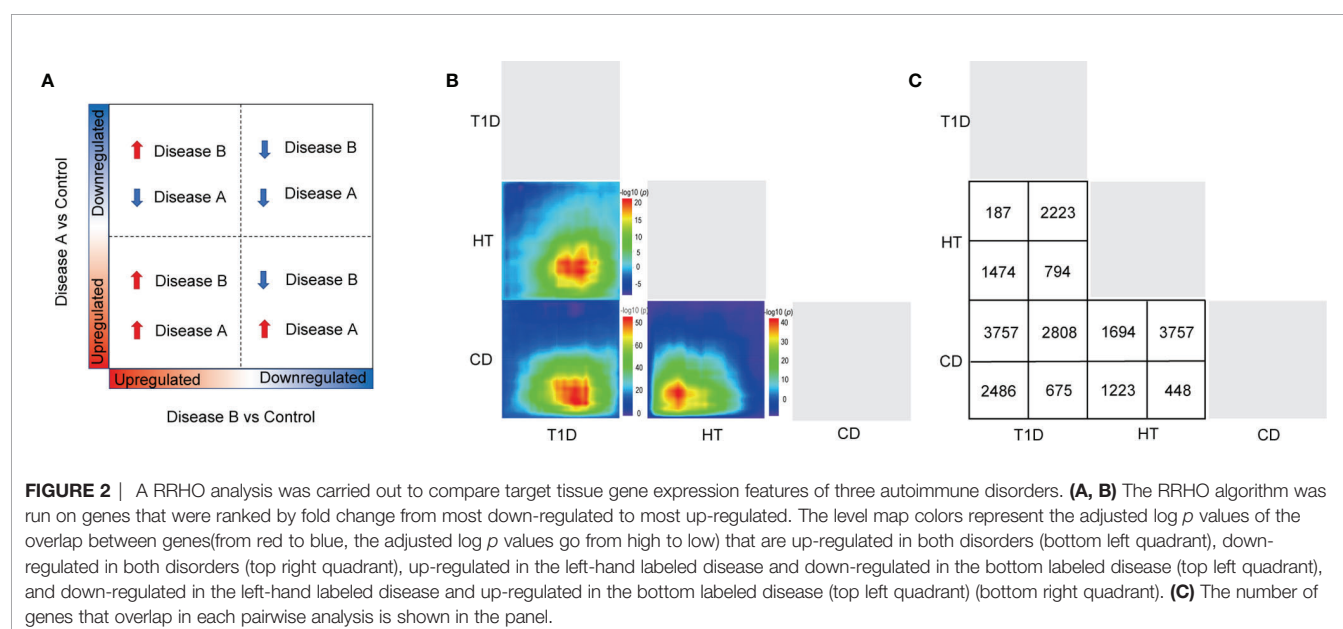 A
Disease A vs Control
Downregulated
Upregulated
Disease B
Disease B
Disease A
Disease A
Disease B
Disease B
Disease A
Disease A
Upregulated
Downregulated
Disease B vs Control
B
T1D
HT
CD
-log10 (p)
20
15
10
5
0
-5
-log10 (p)
50
60
40
20
0
-log10 (p)
40
30
20
10
0
T1D
HT
CD
C
T1D
HT
187 2223
1474 794
CD
3757 2808 1694 3757
2486 675 1223 448
T1D
HT
CD
FIGURE 2 | A RRHO analysis was carried out to compare target tissue gene expression features of three autoimmune disorders. (A, B) The RRHO algorithm was
run on genes that were ranked by fold change from most down-regulated to most up-regulated. The level map colors represent the adjusted log p values of the
overlap between genes(from red to blue, the adjusted log p values go from high to low) that are up-regulated in both disorders (bottom left quadrant), down-
regulated in both disorders (top right quadrant), up-regulated in the left-hand labeled disease and down-regulated in the bottom labeled disease (top left quadrant),
and down-regulated in the left-hand labeled disease and up-regulated in the bottom labeled disease (top left quadrant) (bottom right quadrant). (C) The number of
genes that overlap in each pairwise analysis is shown in the panel.